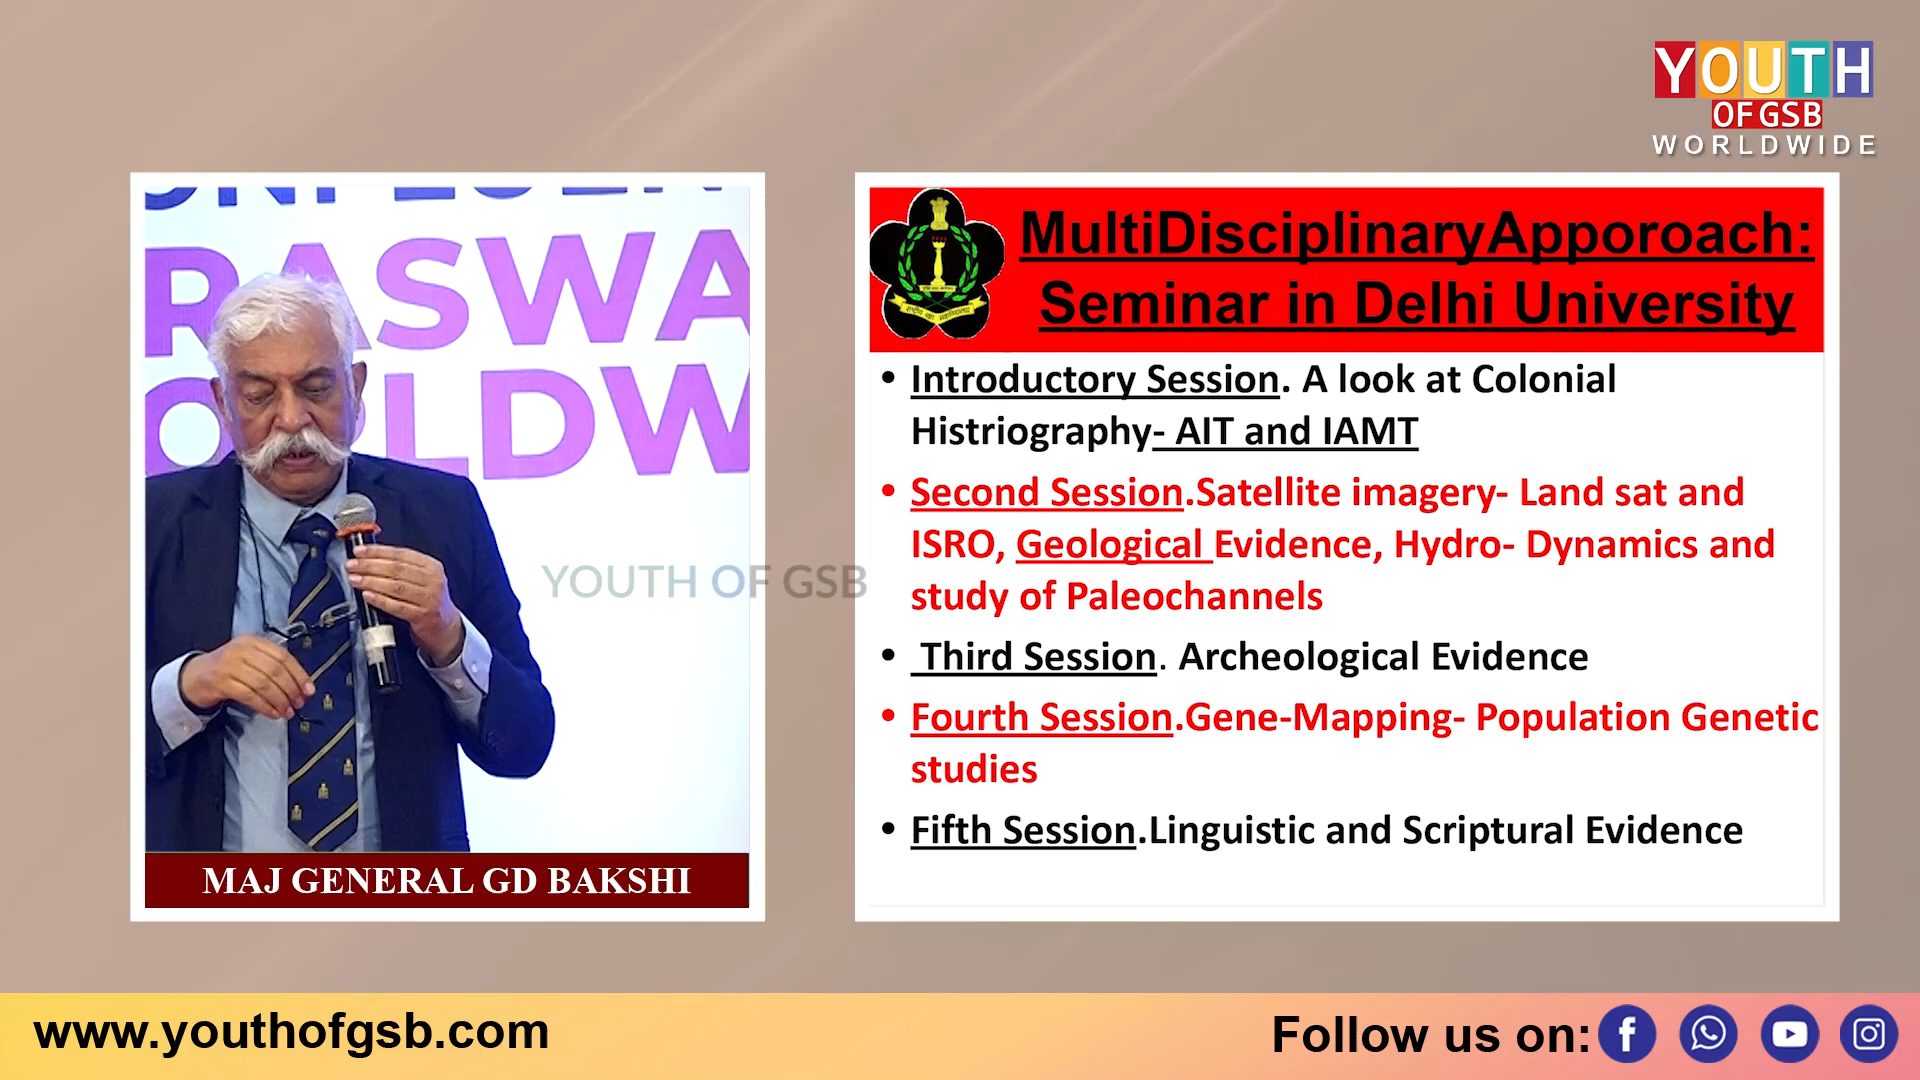 YOUTH
OF GSB
WORLDWIDE
RASWA
ORLDW
YOUTH OF GSB
MAJ GENERAL GD BAKSHI
MultiDisciplinaryApporoach:
Seminar in Delhi University
• Introductory Session. A look at Colonial
Histriography- AIT and IAMT
• Second Session.Satellite imagery- Land sat and
ISRO, Geological Evidence, Hydro- Dynamics and
study of Paleochannels
• Third Session. Archeological Evidence
• Fourth Session.Gene-Mapping- Population Genetic
studies
• Fifth Session.Linguistic and Scriptural Evidence
www.youthofgsb.com
Follow us on: